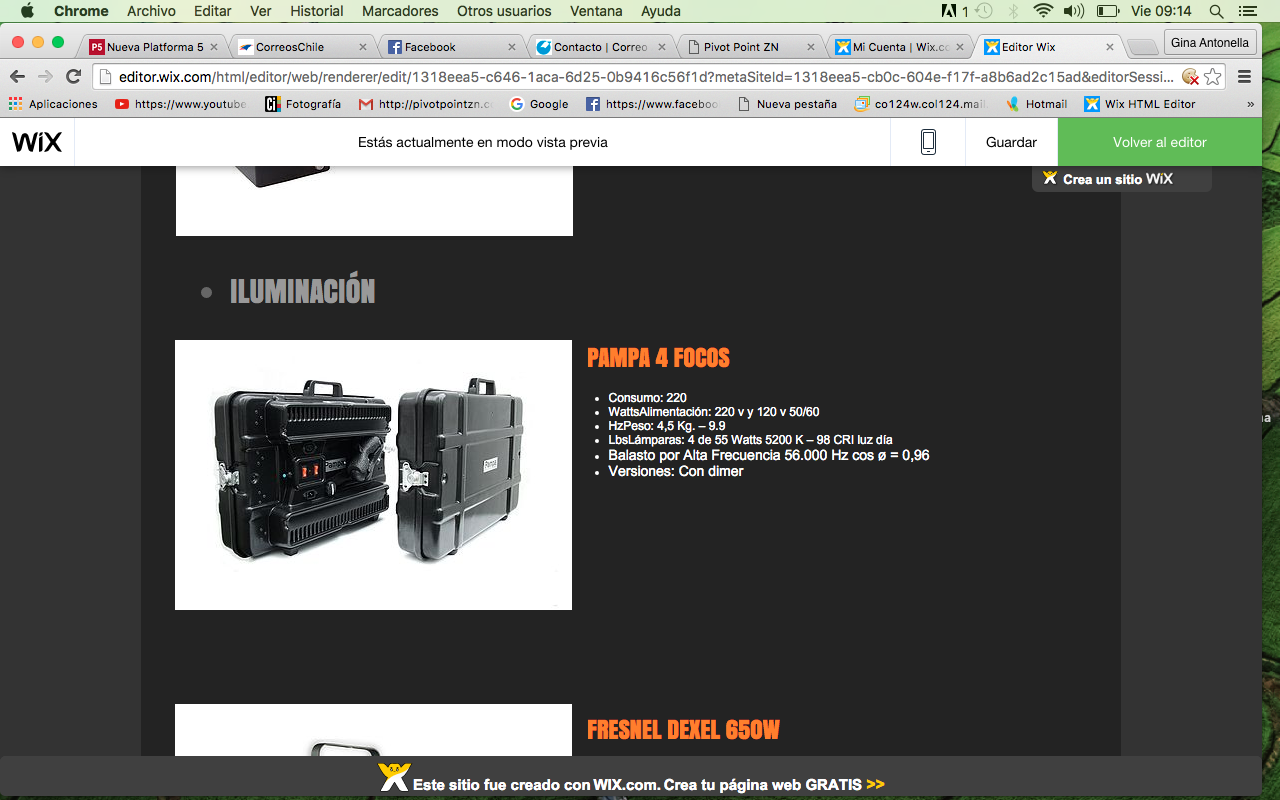 Chrome Archivo Editar Ver Historial Marcadores Otros usuarios Ventana Ayuda 1 Vie 09:14
Nueva Platforma 5 CorreosChile Facebook Contacto | Correo Pivot Point ZN Mi Cuenta | Wix.co Editor Wix Gina Antonella
editor.wix.com/html/editor/web/renderer/edit/1318eea5-c646-1aca-6d25-0b9416c56f1d?metaSiteId=1318eea5-cb0c-604e-f17f-a8b6ad2c15ad&editorSessi...
Aplicaciones https://www.youtube Fotografía http://pivotpointzn.c Google https://www.faceboo Nueva pestaña co124w.col124.mail. Hotmail Wix HTML Editor »
WiX Estás actualmente en modo vista previa Guardar Volver al editor
Crea un sitio WiX
• ILUMINACIÓN
PAMPA 4 FOCOS
• Consumo: 220
• WattsAlimentación: 220 v y 120 v 50/60
• HzPeso: 4,5 Kg. – 9.9
• LbsLámparas: 4 de 55 Watts 5200 K – 98 CRI luz día
• Balasto por Alta Frecuencia 56.000 Hz cos ø = 0,96
• Versiones: Con dimer
Pampa
Pampa
FRESNEL DEXEL 650W
Este sitio fue creado con WIX.com. Crea tu página web GRATIS >>